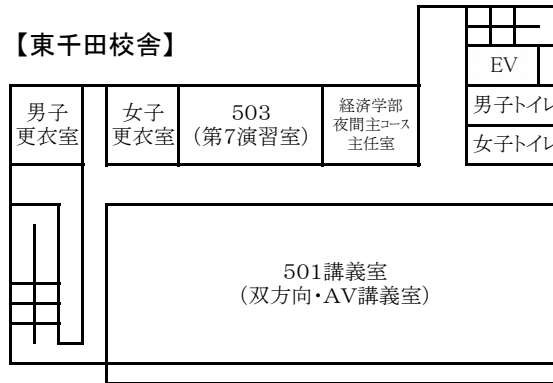 【東千田校舎】
EV
男子
更衣室
女子
更衣室
503
(第7演習室)
経済学部
夜間主コース
主任室
男子トイレ
女子トイレ
501講義室
(双方向・AV講義室)